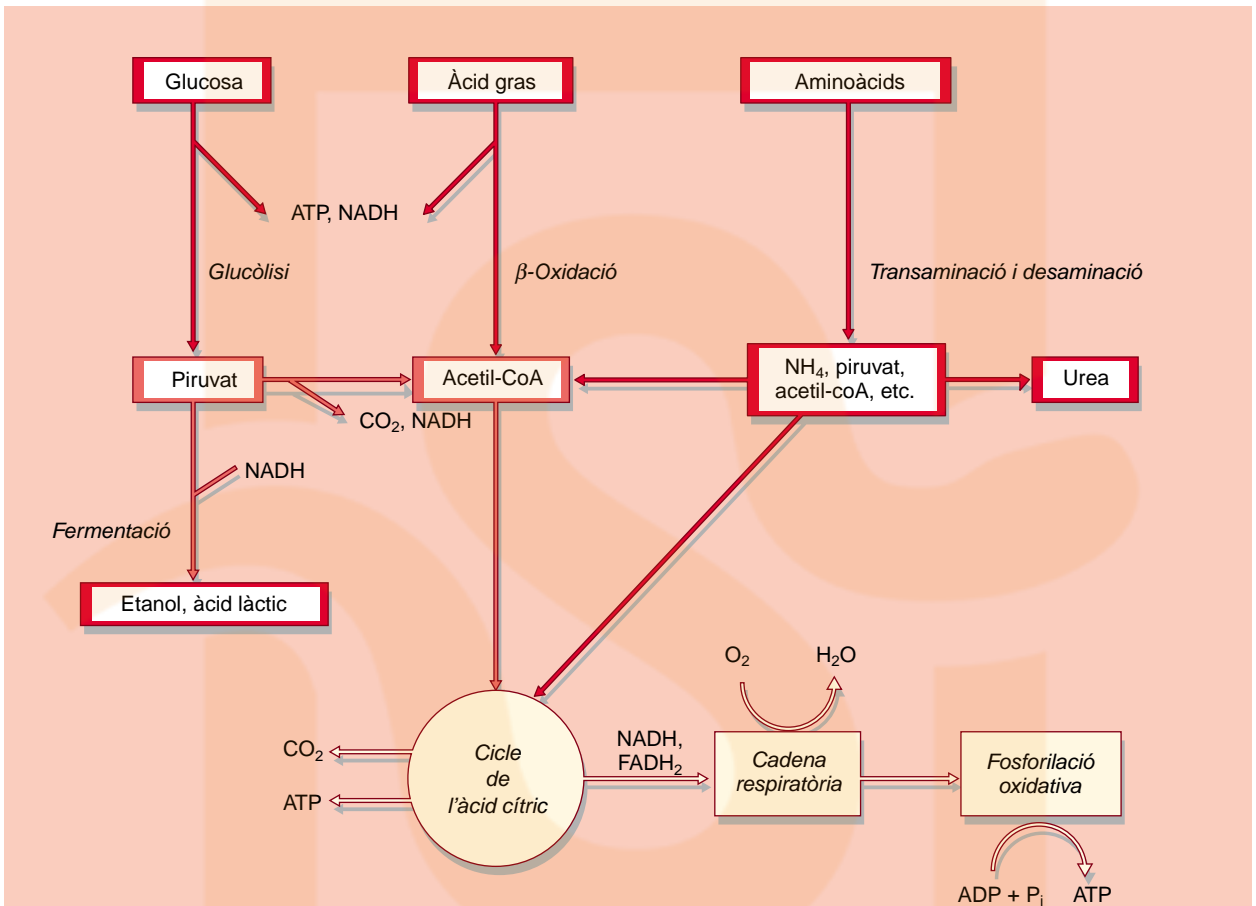 Glucosa
Àcid gras
Aminoàcids
ATP, NADH
Glucòlisi
β-Oxidació
Transaminació i desaminació
Piruvat
Acetil-CoA
NH₄, piruvat,
acetil-coA, etc.
Urea
CO₂, NADH
NADH
Fermentació
Etanol, àcid làctic
O₂
H₂O
CO₂
ATP
Cicle
de
l'àcid cítric
NADH,
FADH₂
Cadena
respiratòria
Fosforilació
oxidativa
ADP + Pᵢ
ATP